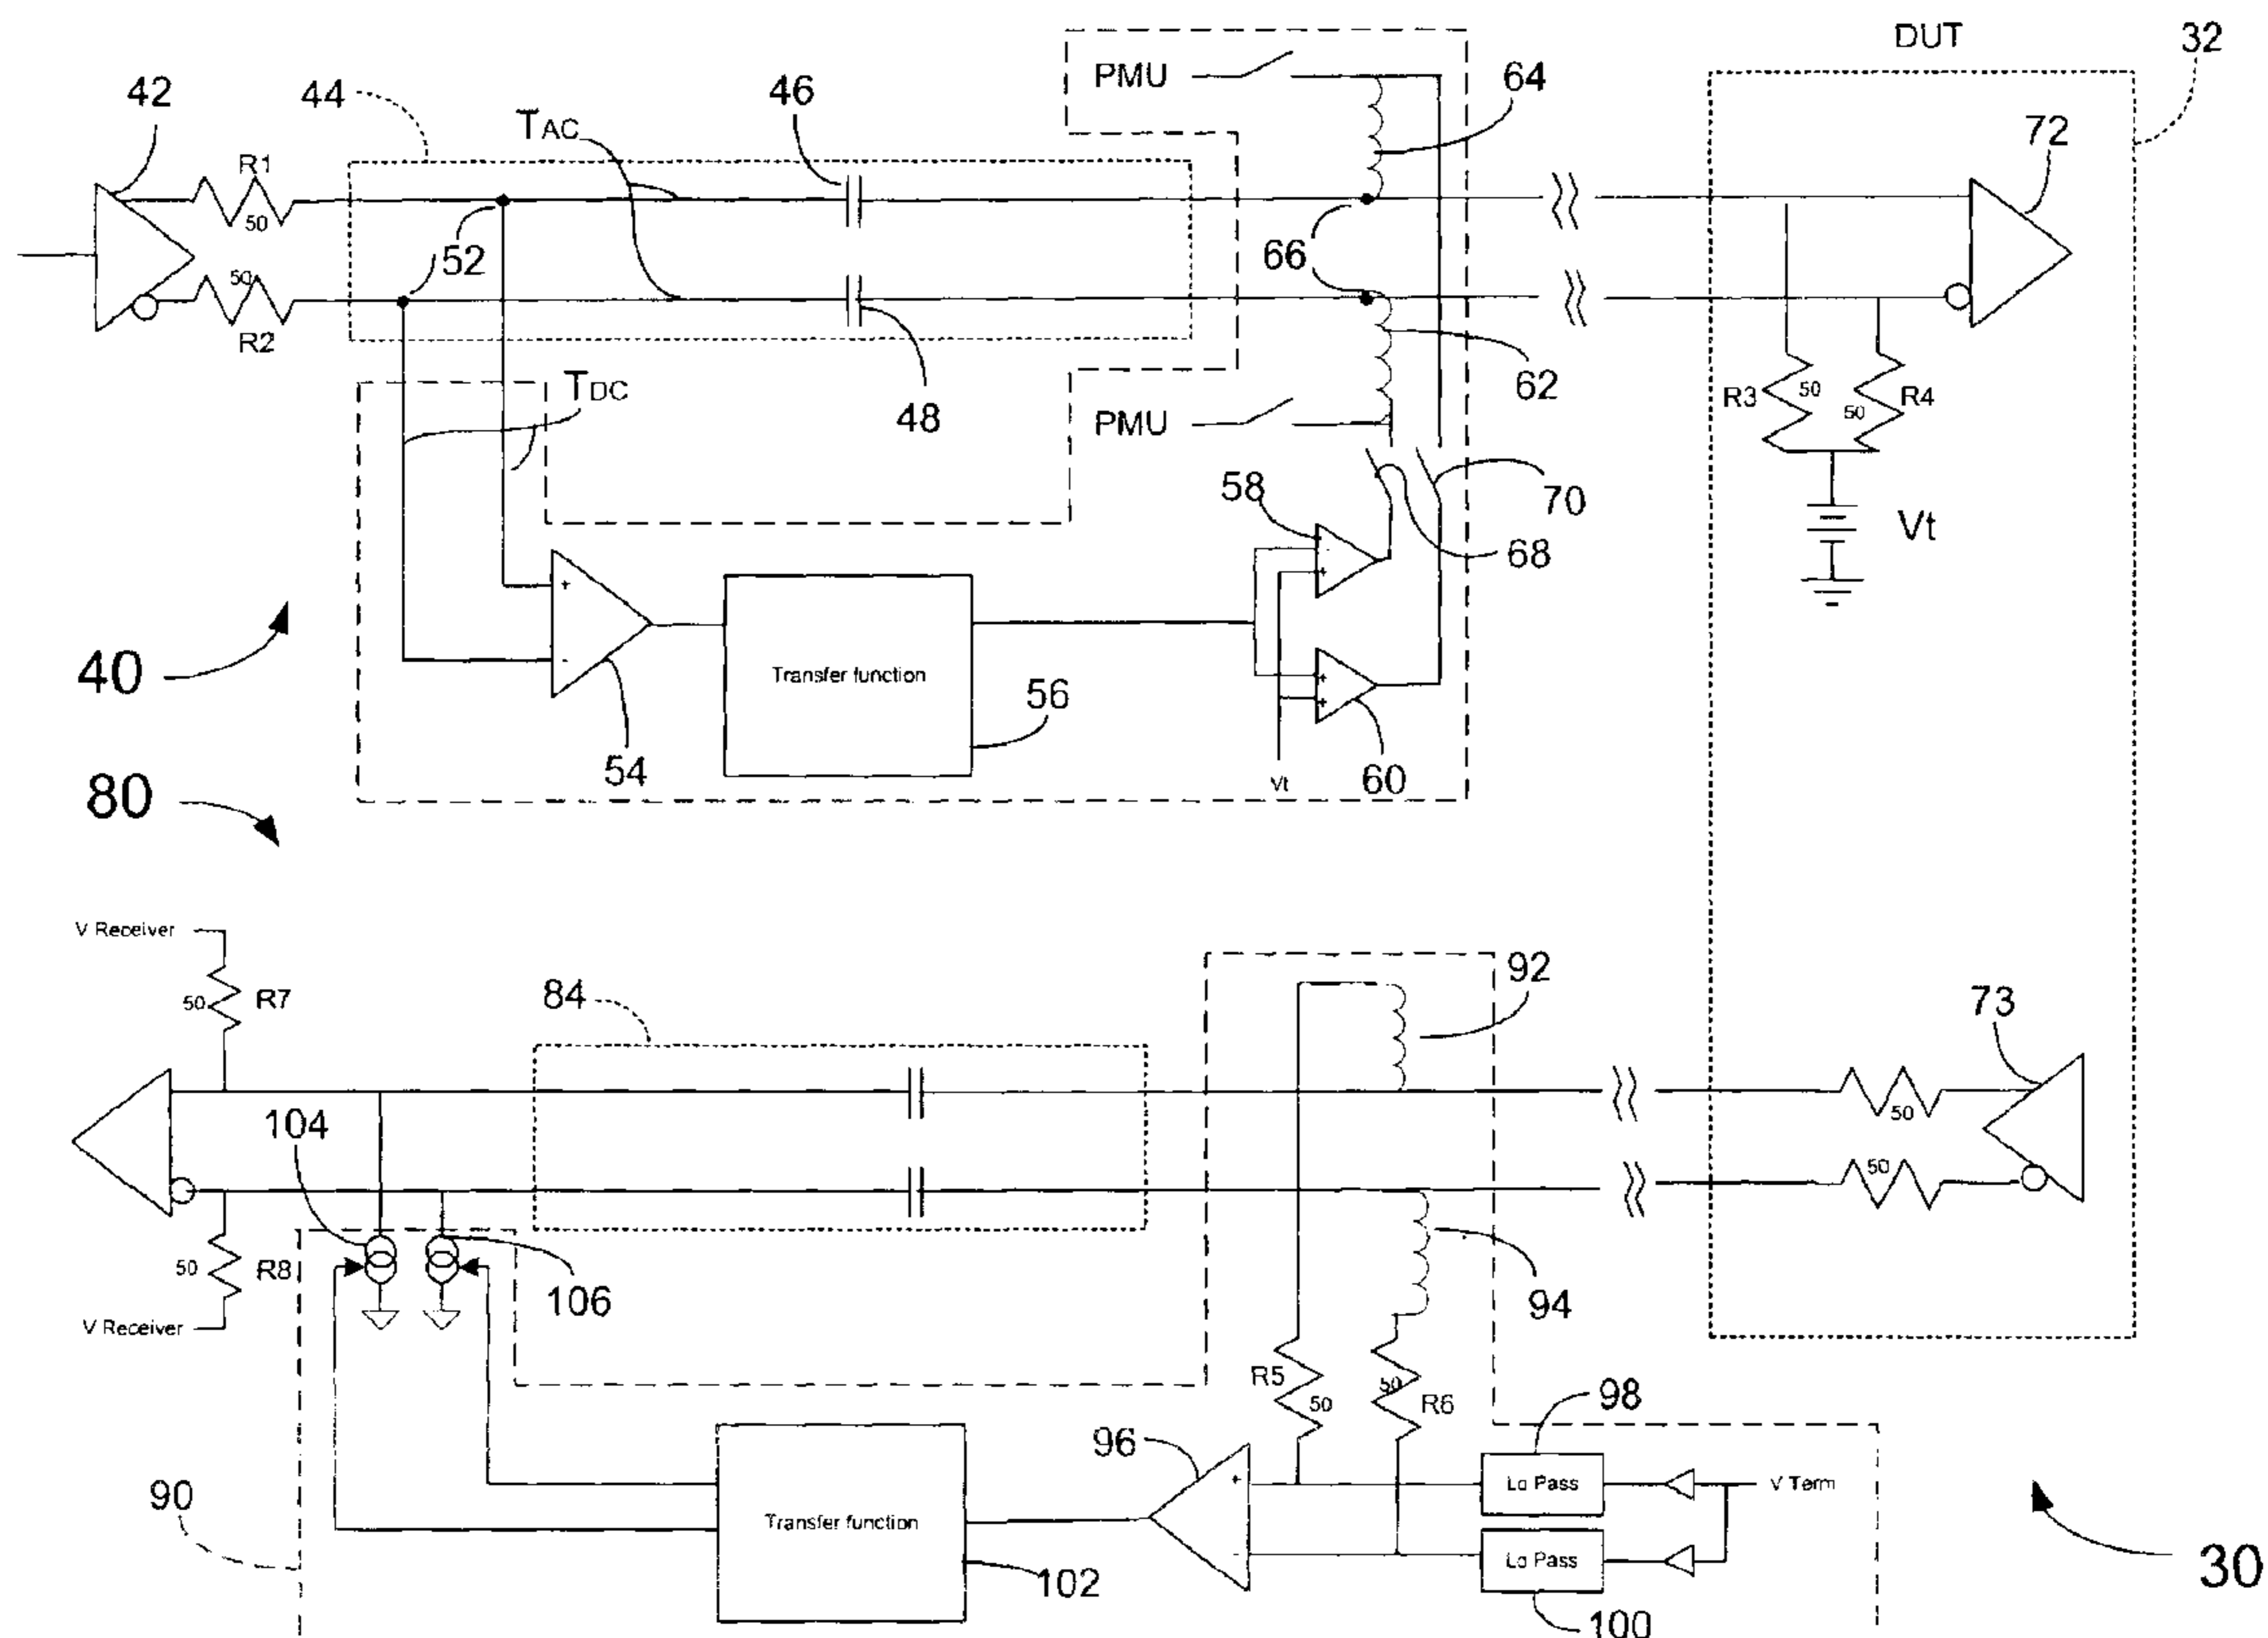 DUT
32
PMU
64
42
44
46
TAC
72
R1
50
52
66
50
R2
TDC
48
62
PMU
R3
50
50
R4
58
70
Vt
68
+
-
-
+
40
Transfer function
56
+
+
54
Vt
60
80
V Receiver
50
R7
84
92
73
104
50
50
50
R8
106
94
V Receiver
R5
50
50
R6
98
96
+
Lo Pass
V Term
90
Transfer function
-
Lo Pass
102
30
100